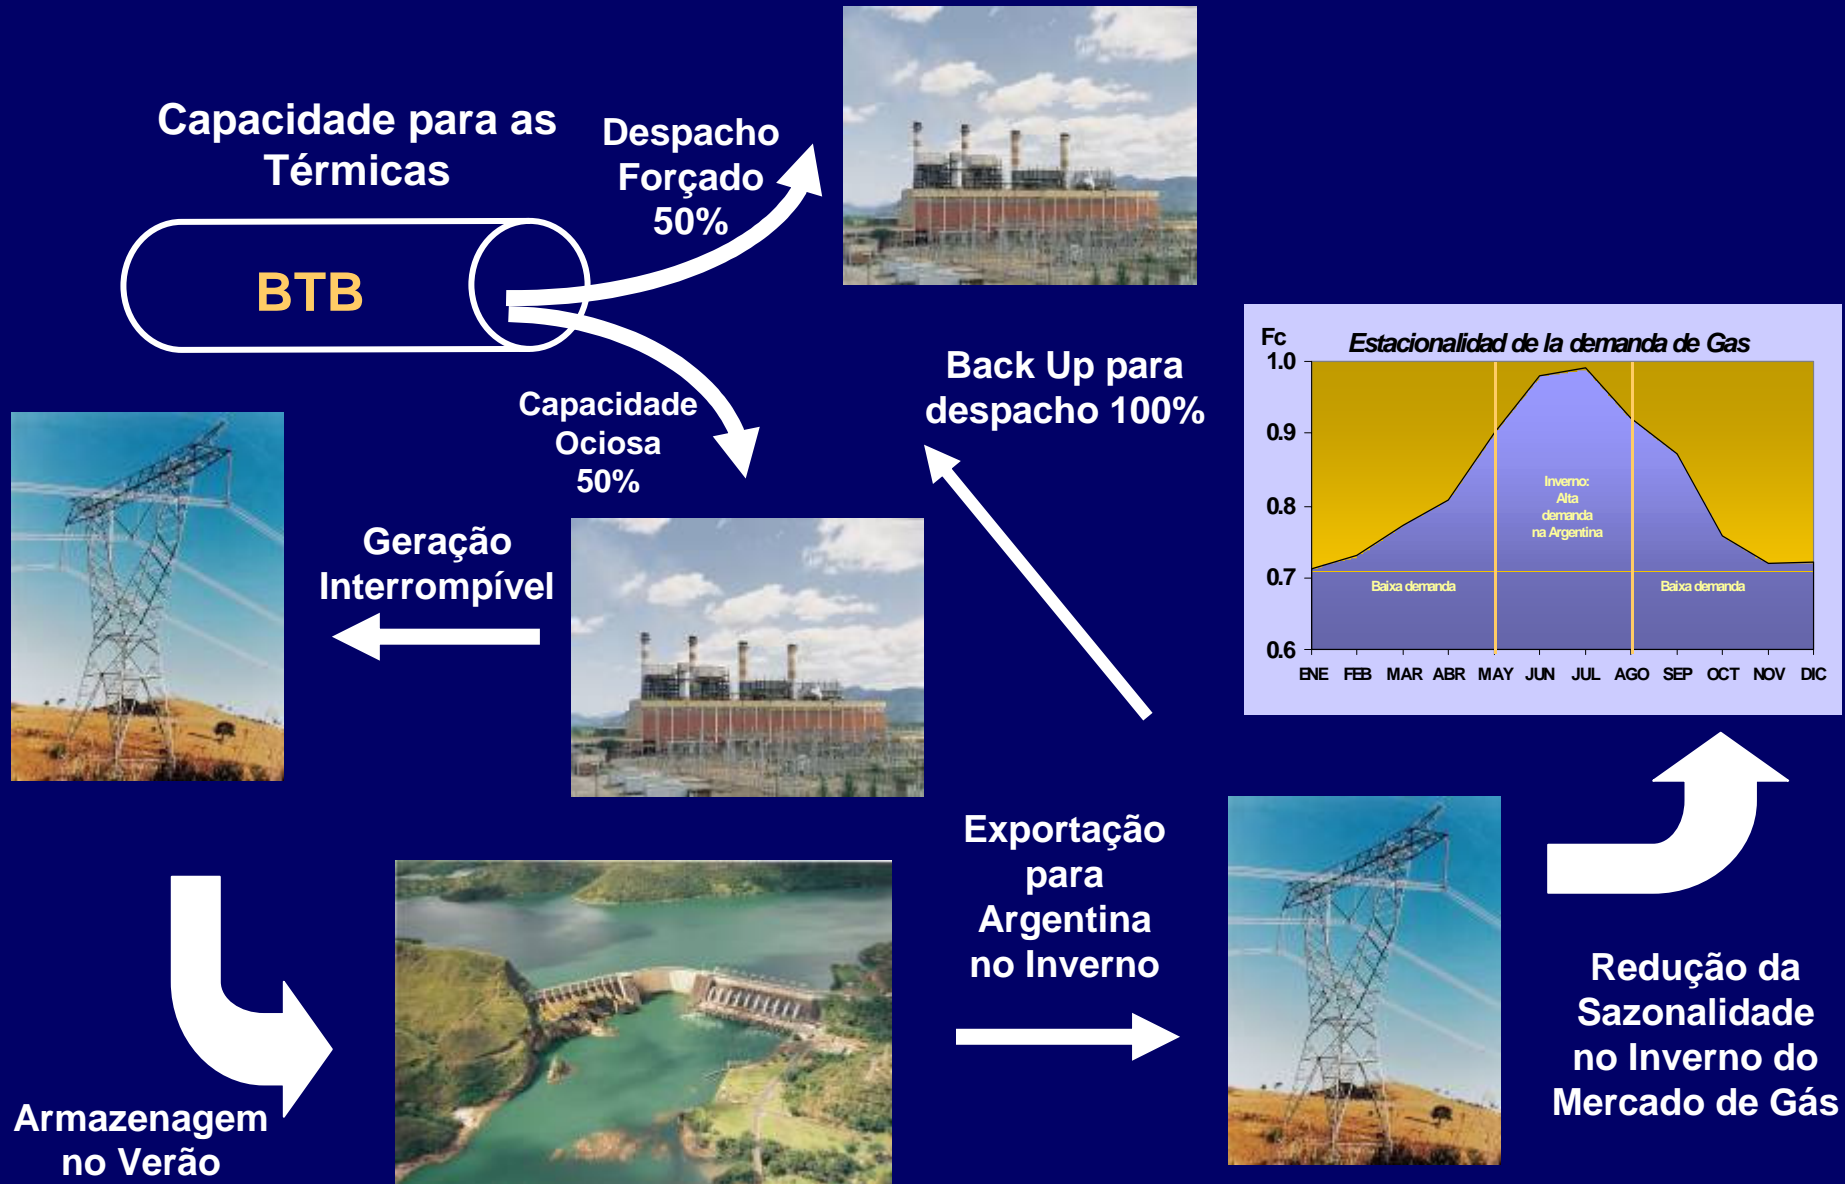 Capacidade para as
Térmicas
BTB
Despacho
Forçado
50%
Capacidade
Ociosa
50%
Back Up para
despacho 100%
Geração
Interrompível
Fc
Estacionalidad de la demanda de Gas
1.0
0.9
0.8
0.7
0.6
Inverno:
Alta
demanda
na Argentina
Baixa demanda
Baixa demanda
ENE FEB MAR ABR MAY JUN JUL AGO SEP OCT NOV DIC
Exportação
para
Argentina
no Inverno
Redução da
Sazonalidade
no Inverno do
Mercado de Gás
Armazenagem
no Verão